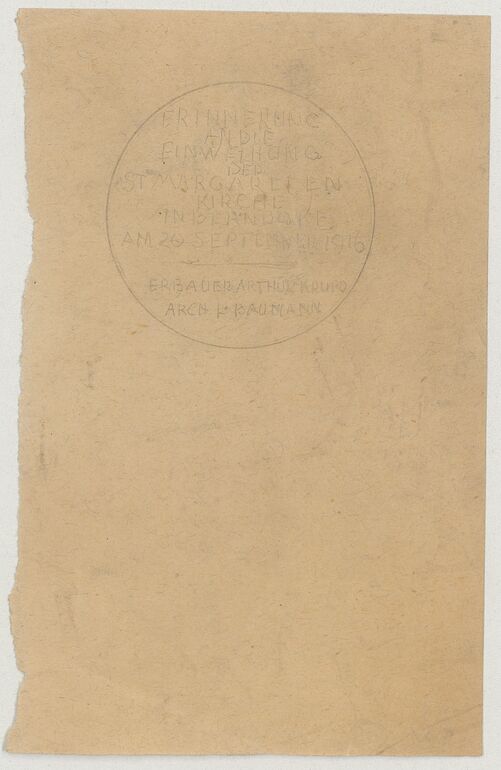 ERINNERUNG
AN DIE
EINWEIHUNG
DER
ST MARGARETEN
KIRCHE
IN BERNDORF
AM 20 SEPTEMBER 1916
ERBAUER ARTHUR KRUPP
ARCH L BAUMANN